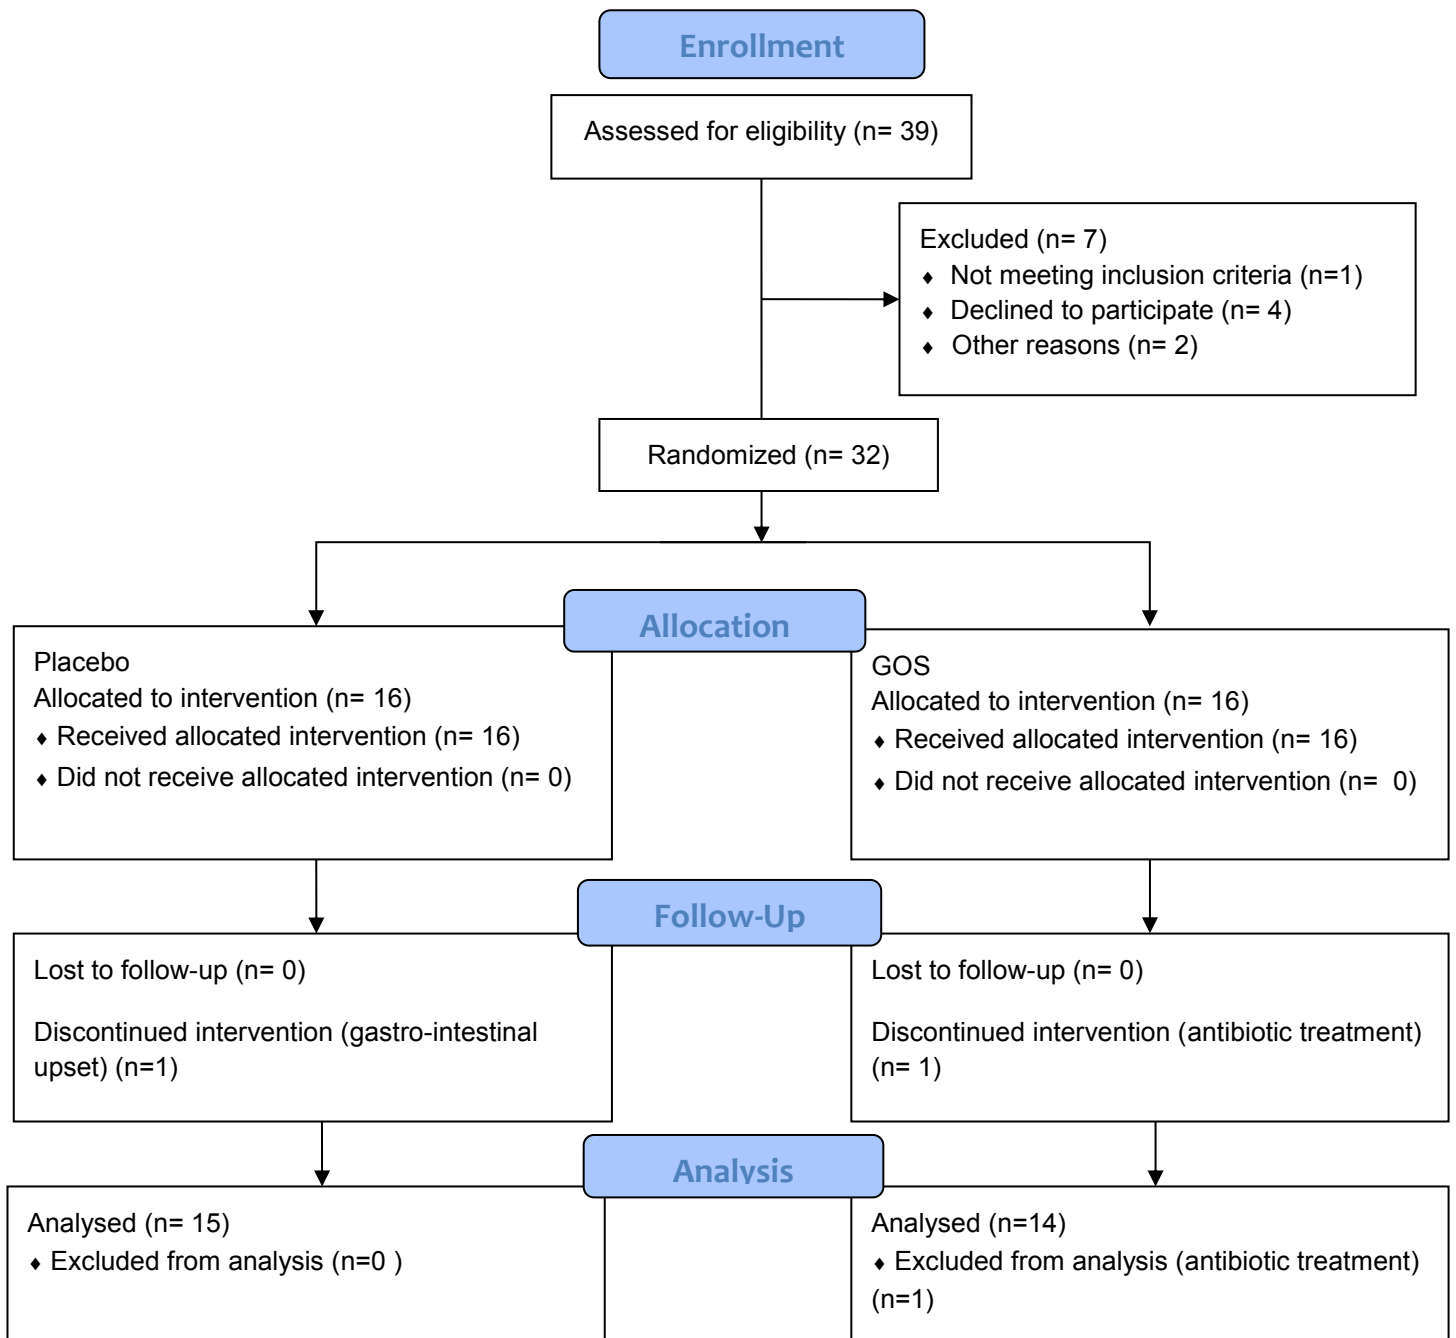 Enrollment
Assessed for eligibility (n= 39)
Excluded (n= 7)
♦ Not meeting inclusion criteria (n=1)
♦ Declined to participate (n= 4)
♦ Other reasons (n= 2)
Randomized (n= 32)
Allocation
Placebo
Allocated to intervention (n= 16)
♦ Received allocated intervention (n= 16)
♦ Did not receive allocated intervention (n= 0)
GOS
Allocated to intervention (n= 16)
♦ Received allocated intervention (n= 16)
♦ Did not receive allocated intervention (n=  0)
Follow-Up
Lost to follow-up (n= 0)
Discontinued intervention (gastro-intestinal
upset) (n=1)
Lost to follow-up (n= 0)
Discontinued intervention (antibiotic treatment)
(n= 1)
Analysis
Analysed (n= 15)
♦ Excluded from analysis (n=0 )
Analysed (n=14)
♦ Excluded from analysis (antibiotic treatment)
(n=1)